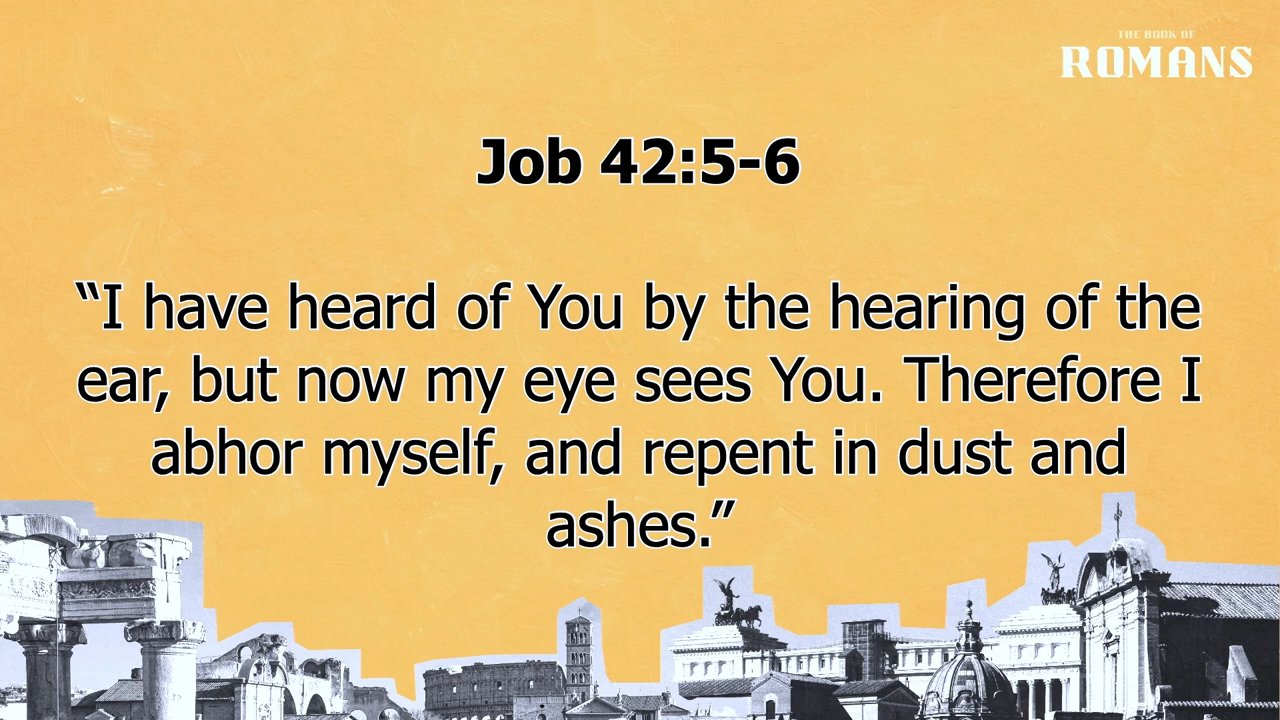 THE BOOK OF
ROMANS
Job 42:5-6
“I have heard of You by the hearing of the
ear, but now my eye sees You. Therefore I
abhor myself, and repent in dust and
ashes.”